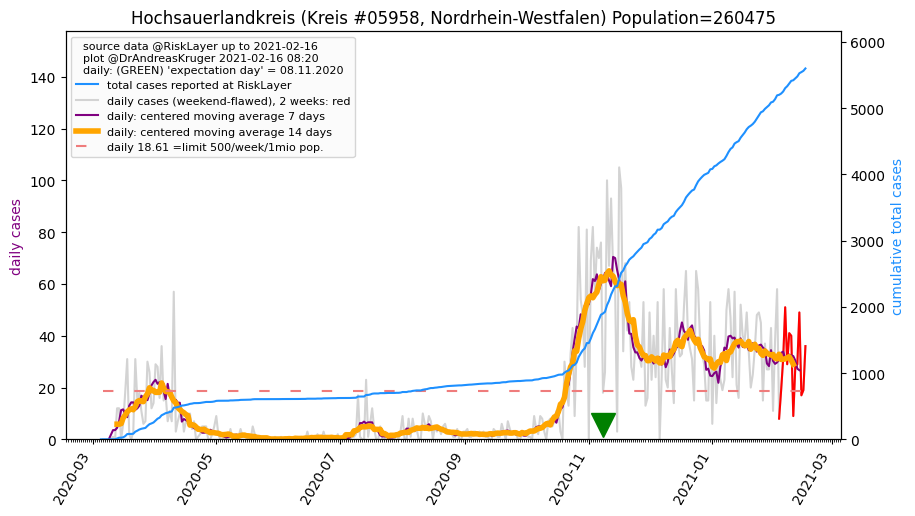 Hochsauerlandkreis (Kreis #05958, Nordrhein-Westfalen) Population=260475
source data @RiskLayer up to 2021-02-16
plot @DrAndreasKruger 2021-02-16 08:20
daily: (GREEN) 'expectation day' = 08.11.2020
total cases reported at RiskLayer
daily cases (weekend-flawed), 2 weeks: red
daily: centered moving average 7 days
daily: centered moving average 14 days
daily 18.61 =limit 500/week/1mio pop.
daily cases
140
120
100
80
60
40
20
0
6000
5000
4000
3000
2000
1000
0
cumulative total cases
2020-03
2020-05
2020-07
2020-09
2020-11
2021-01
2021-03